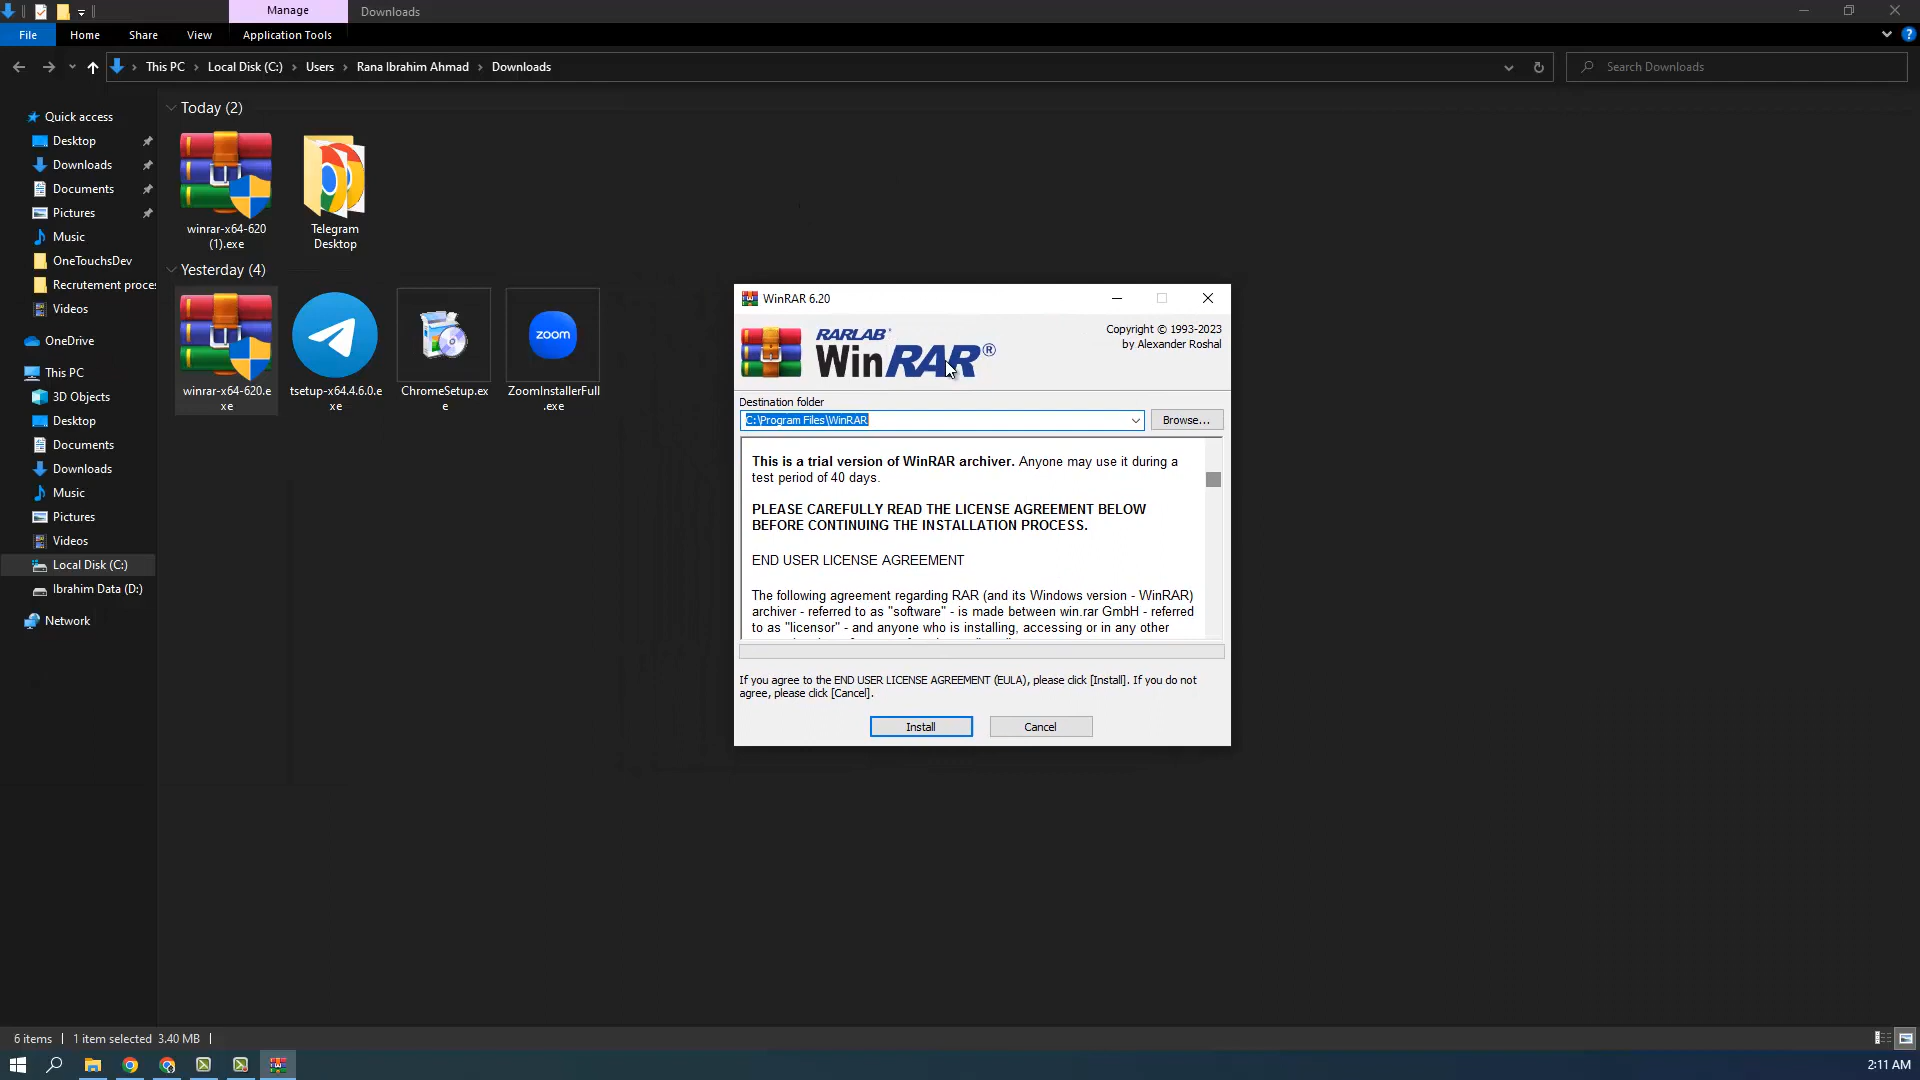 Manage
Downloads
File
Home
Share
View
Application Tools
This PC
Local Disk (C:)
Users
Rana Ibrahim Ahmad
Downloads
Search Downloads
Quick access
Desktop
Downloads
Documents
Pictures
Music
OneTouchsDev
Recrutement proces
Videos
OneDrive
This PC
3D Objects
Desktop
Documents
Downloads
Music
Pictures
Videos
Local Disk (C:)
Ibrahim Data (D:)
Network
Today (2)
winrar-x64-620
(1).exe
Telegram
Desktop
Yesterday (4)
winrar-x64-620.e
xe
tsetup-x64.4.6.0.e
xe
ChromeSetup.ex
e
zoom
ZoomInstallerFull
.exe
WinRAR 6.20
RARLAB®
WinRAR®
Copyright © 1993-2023
by Alexander Roshal
Destination folder
C:\Program Files\WinRAR
Browse...
This is a trial version of WinRAR archiver. Anyone may use it during a
test period of 40 days.
PLEASE CAREFULLY READ THE LICENSE AGREEMENT BELOW
BEFORE CONTINUING THE INSTALLATION PROCESS.
END USER LICENSE AGREEMENT
The following agreement regarding RAR (and its Windows version - WinRAR)
archiver - referred to as "software" - is made between win.rar GmbH - referred
to as "licensor" - and anyone who is installing, accessing or in any other
If you agree to the END USER LICENSE AGREEMENT (EULA), please click [Install]. If you do not
agree, please click [Cancel].
Install
Cancel
6 items
1 item selected 3.40 MB
2:11 AM